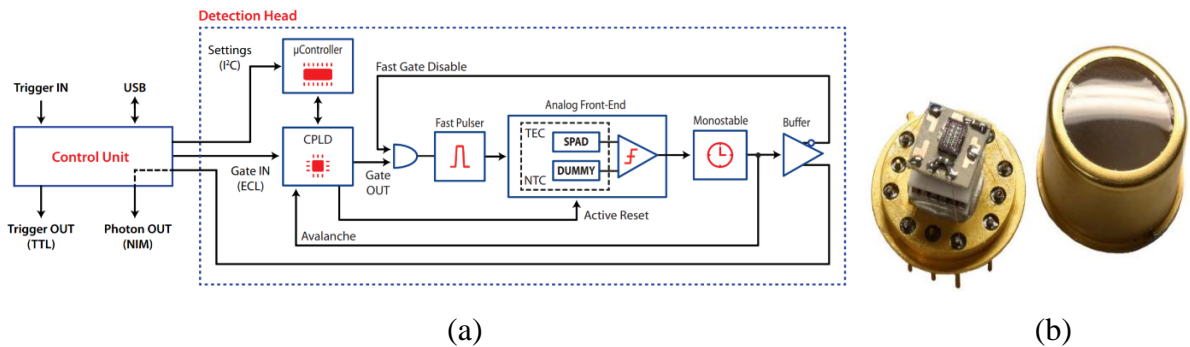 Detection Head
Settings
(I²C)
µController
Trigger IN
USB
Fast Gate Disable
Analog Front-End
Fast Pulser
Monostable
Buffer
Control Unit
CPLD
TEC
SPAD
Gate IN
(ECL)
Gate
OUT
DUMMY
NTC
Active Reset
Trigger OUT
(TTL)
Photon OUT
(NIM)
Avalanche
(a)
(b)